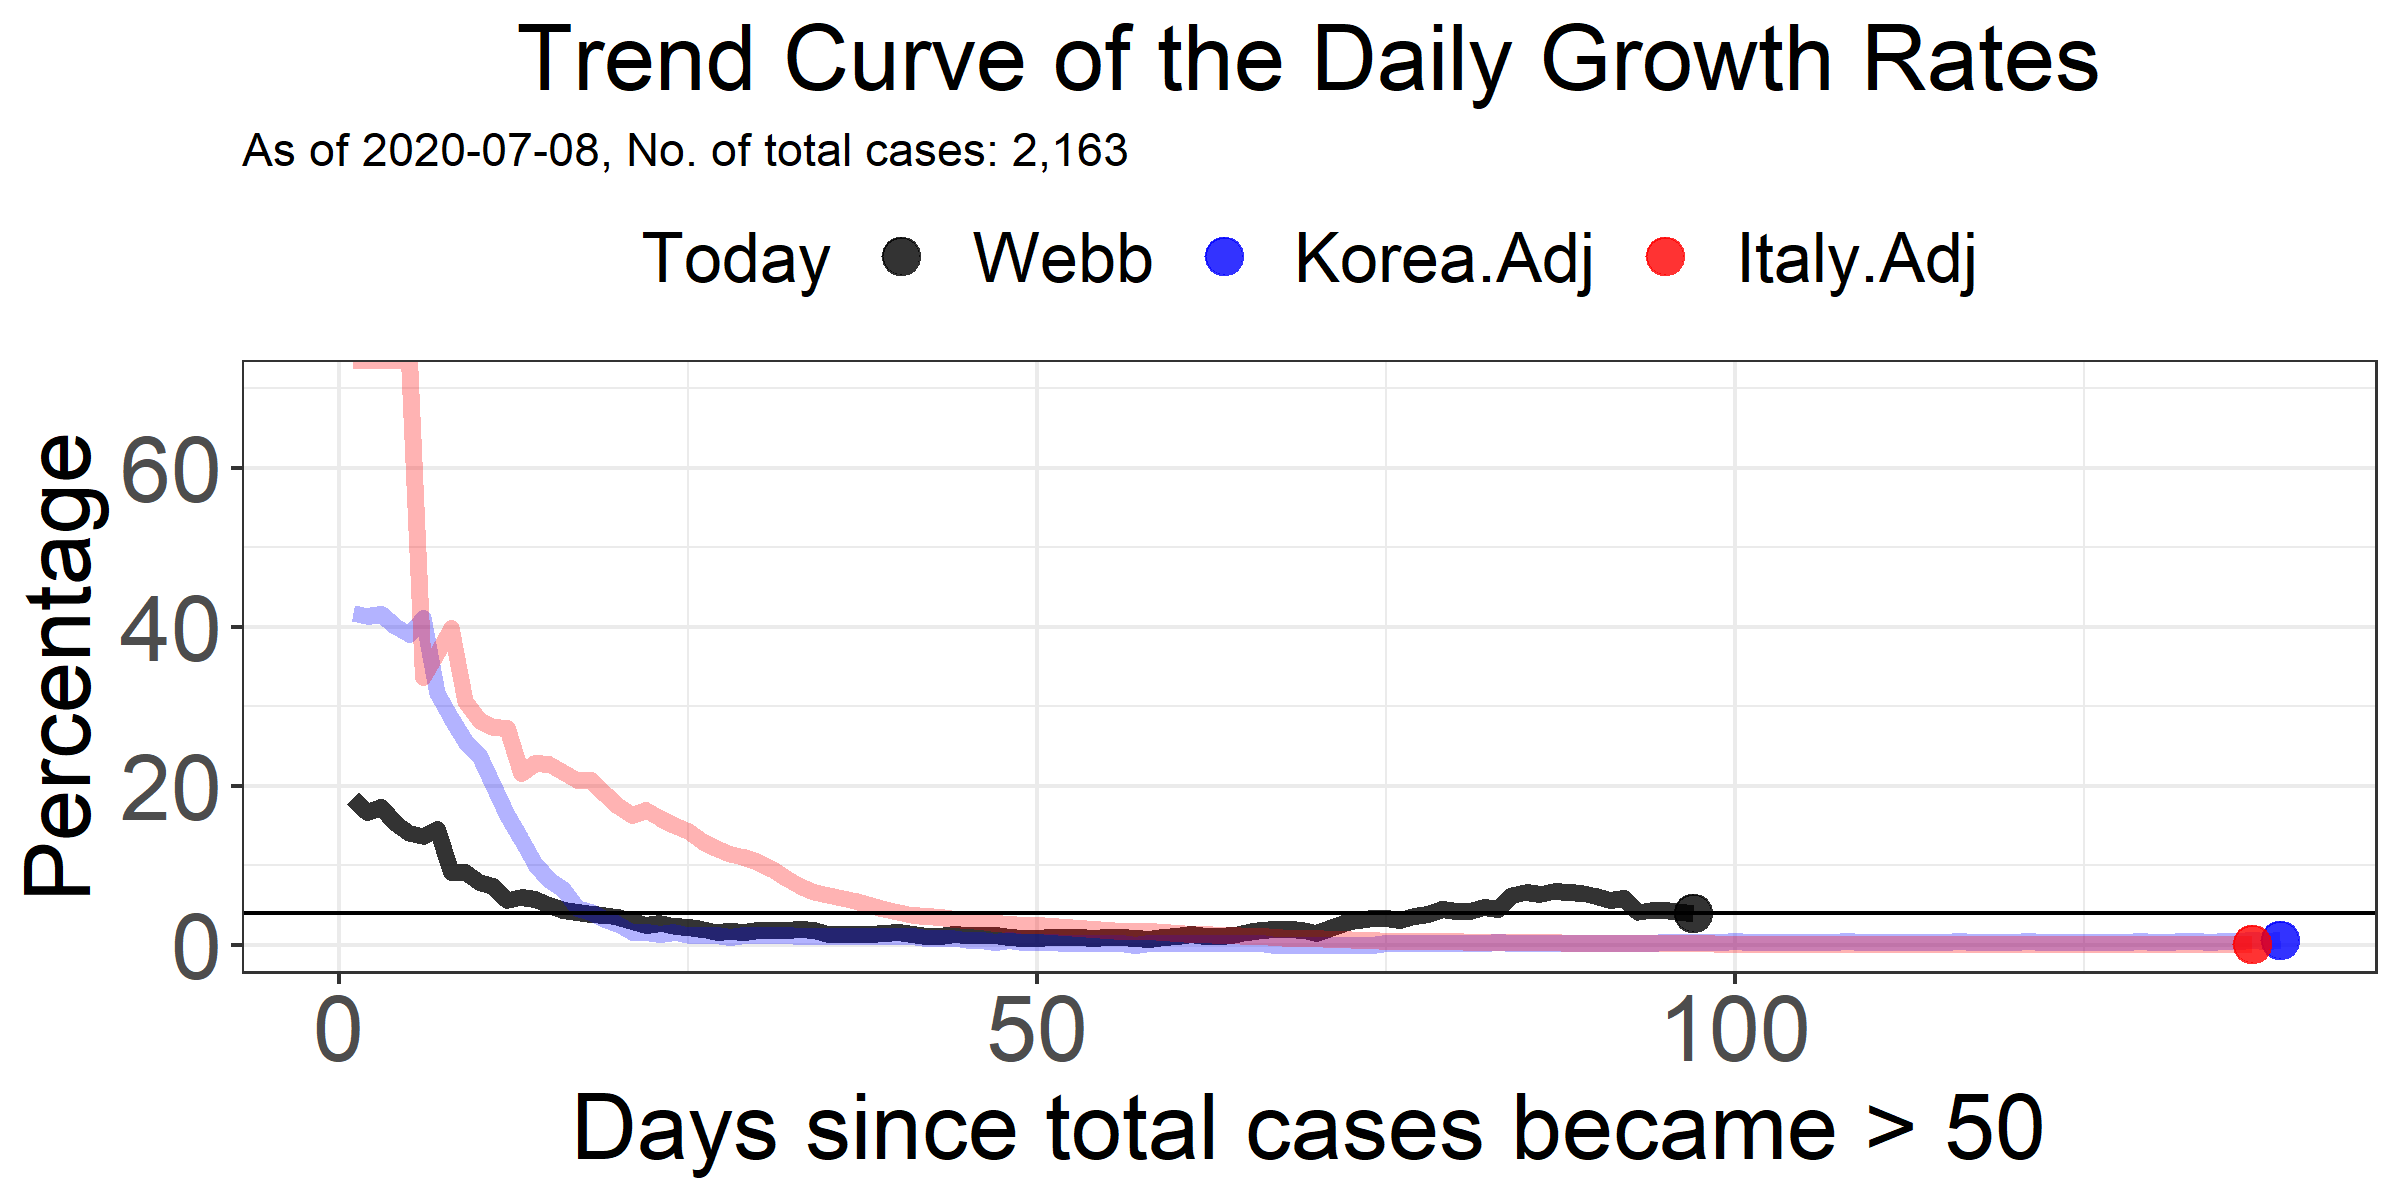 Trend Curve of the Daily Growth Rates
As of 2020-07-08, No. of total cases: 2,163
Today Webb Korea.Adj Italy.Adj
Percentage
60
40
20
0
0 50 100
Days since total cases became > 50